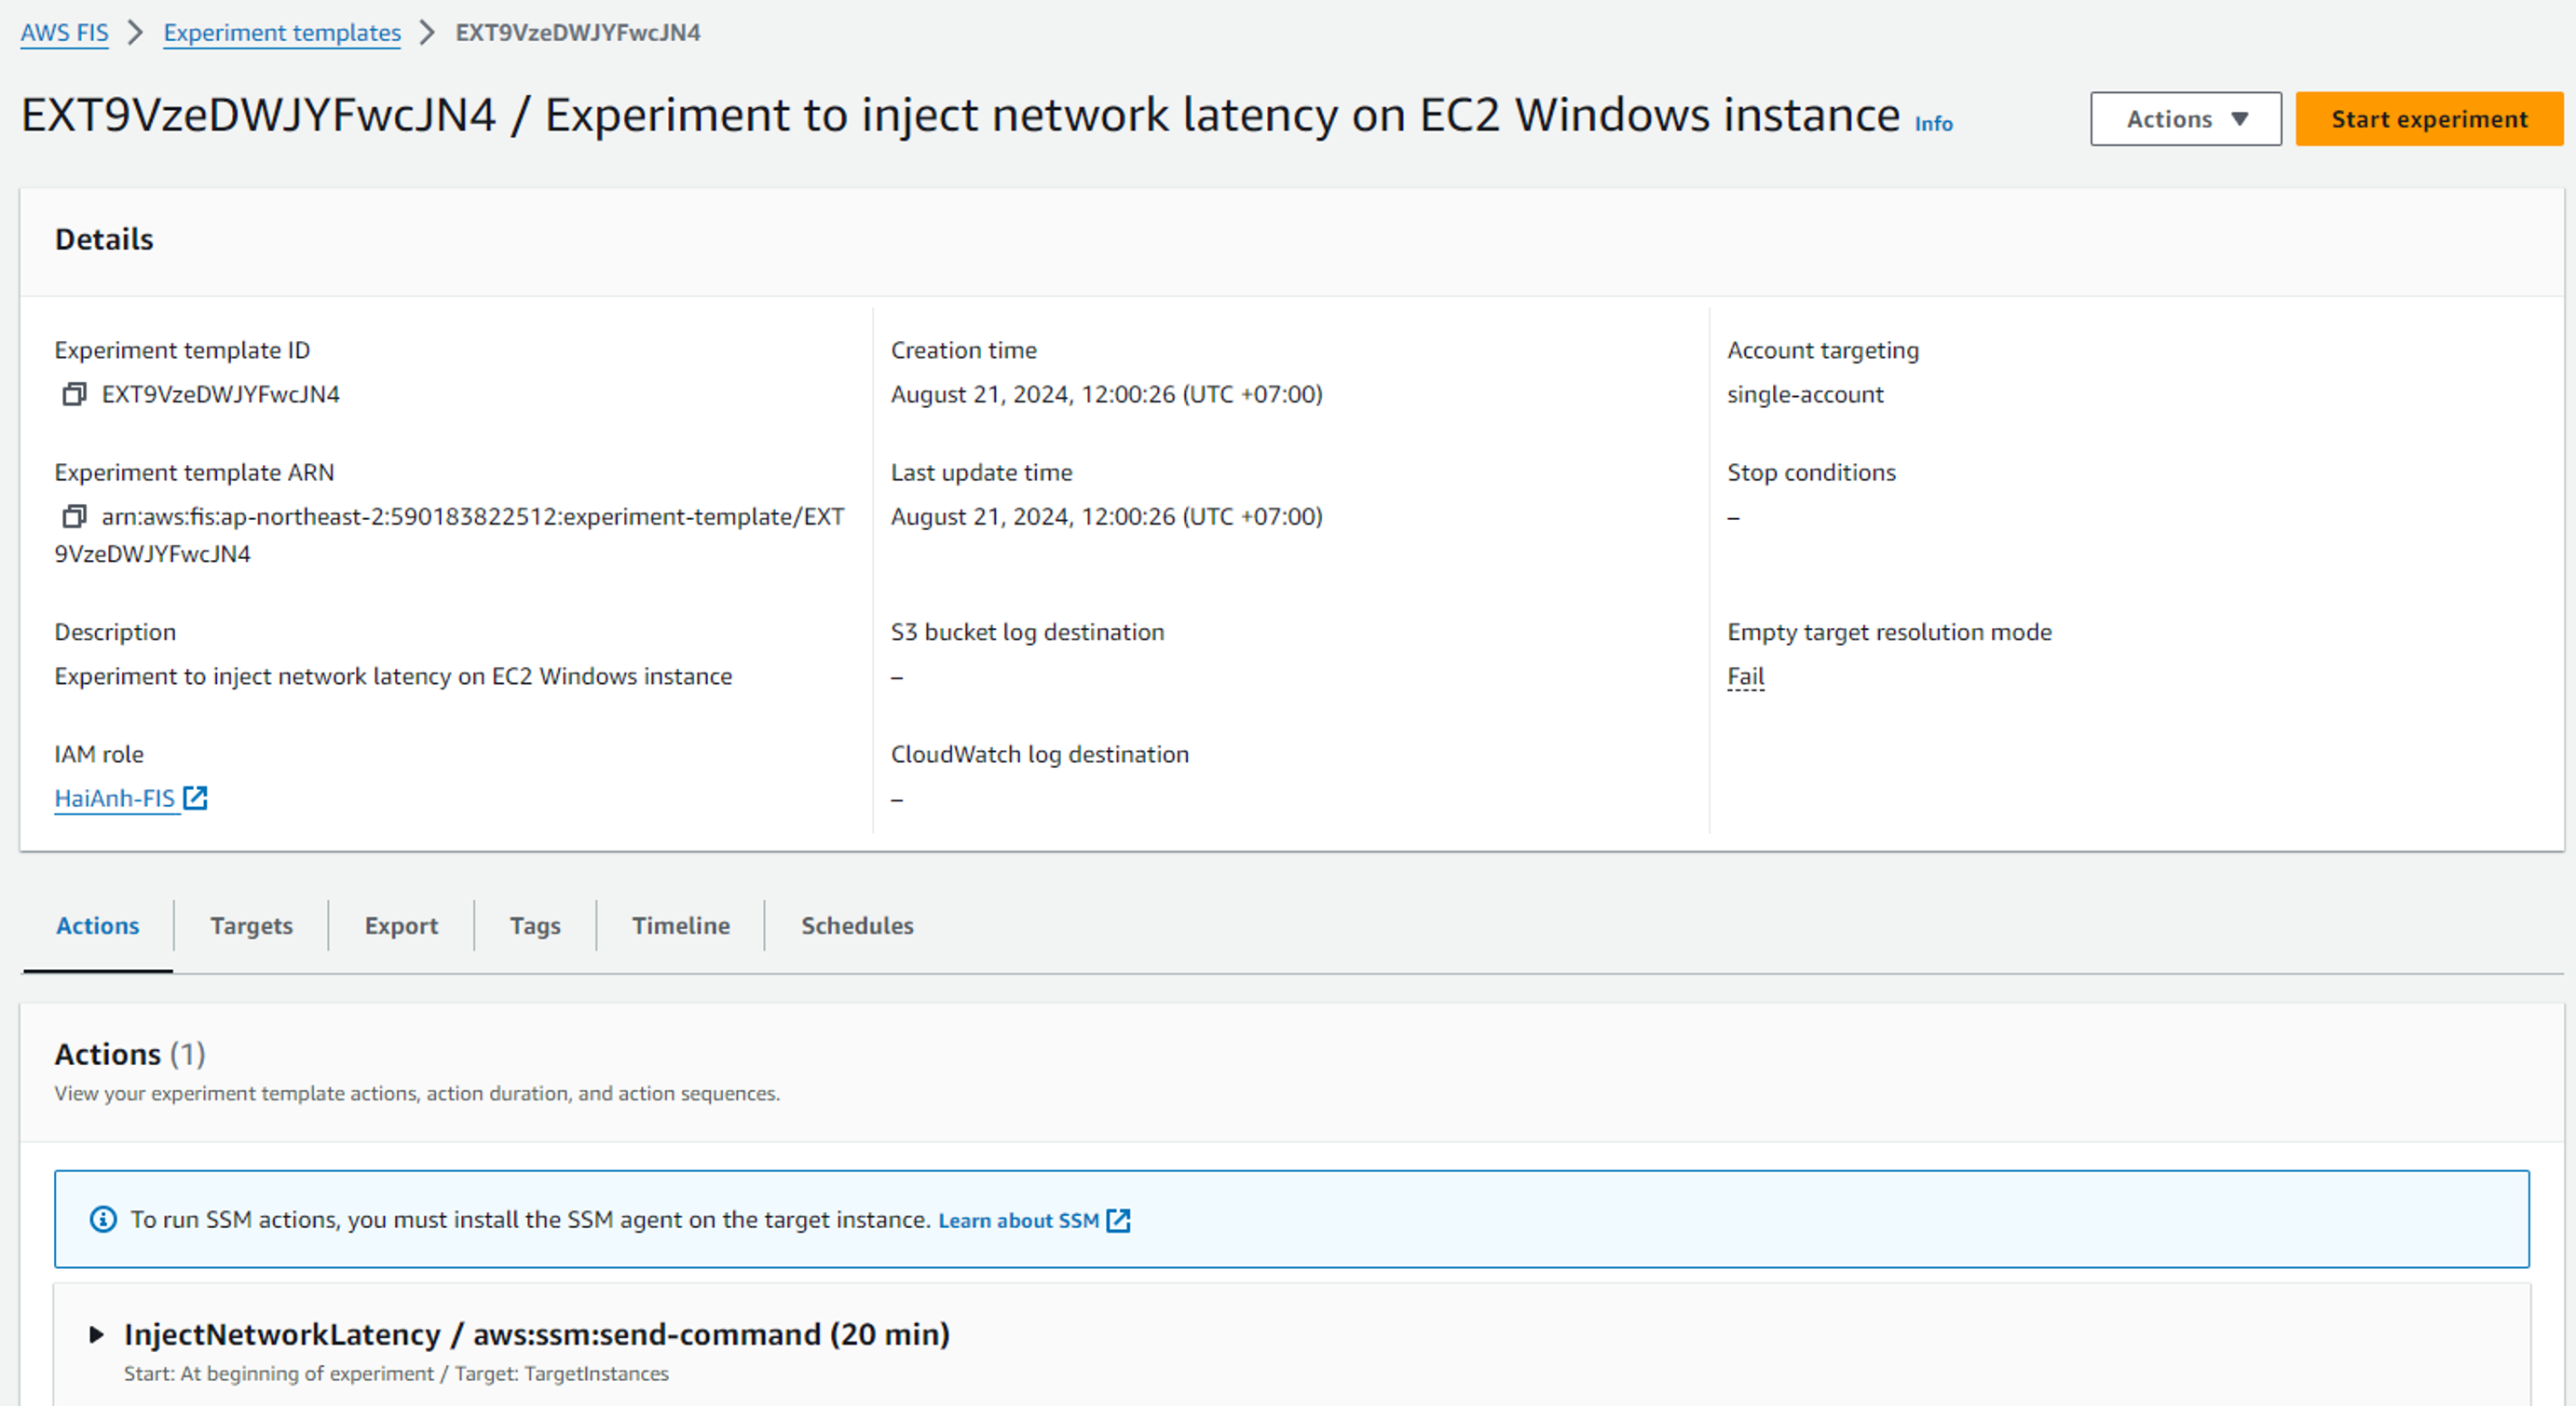 AWS FIS > Experiment templates > EXT9VzeDWJYFwcJN4
EXT9VzeDWJYFwcJN4 / Experiment to inject network latency on EC2 Windows instance Info
Actions
Start experiment
Details
Experiment template ID
EXT9VzeDWJYFwcJN4
Experiment template ARN
arn:aws:fis:ap-northeast-2:590183822512:experiment-template/EXT
9VzeDWJYFwcJN4
Description
Experiment to inject network latency on EC2 Windows instance
IAM role
HaiAnh-FIS
Creation time
August 21, 2024, 12:00:26 (UTC +07:00)
Last update time
August 21, 2024, 12:00:26 (UTC +07:00)
S3 bucket log destination
–
CloudWatch log destination
–
Account targeting
single-account
Stop conditions
–
Empty target resolution mode
Fail
Actions
Targets
Export
Tags
Timeline
Schedules
Actions (1)
View your experiment template actions, action duration, and action sequences.
To run SSM actions, you must install the SSM agent on the target instance. Learn about SSM
InjectNetworkLatency / aws:ssm:send-command (20 min)
Start: At beginning of experiment / Target: TargetInstances